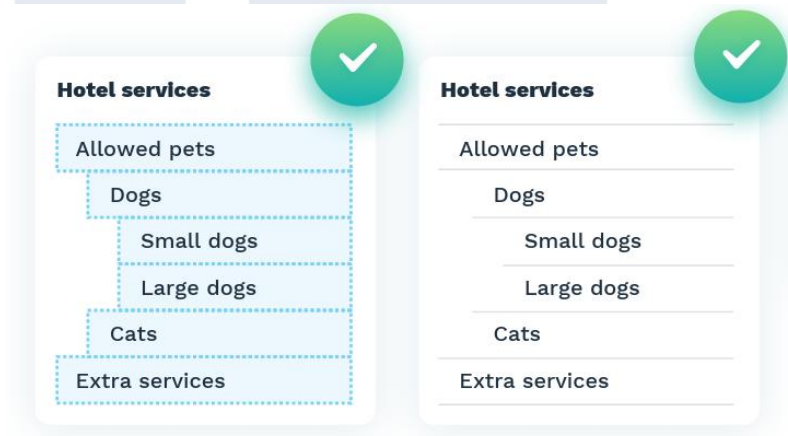 Hotel services
Allowed pets
Dogs
Small dogs
Large dogs
Cats
Extra services
Hotel services
Allowed pets
Dogs
Small dogs
Large dogs
Cats
Extra services